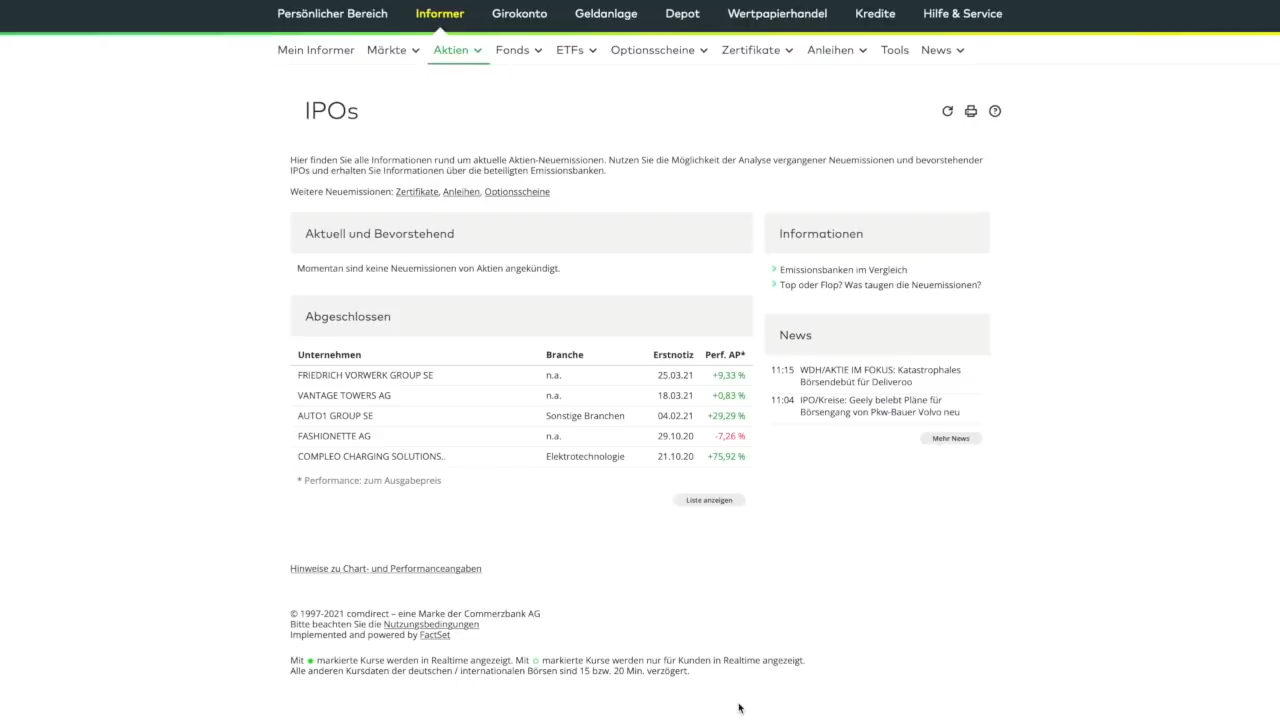 Persönlicher Bereich Informer Girokonto Geldanlage Depot Wertpapierhandel Kredite Hilfe & Service
Mein Informer Märkte Aktien Fonds ETFs Optionsscheine Zertifikate Anleihen Tools News
IPOs
Hier finden Sie alle Informationen rund um aktuelle Aktien-Neuemissionen. Nutzen Sie die Möglichkeit der Analyse vergangener Neuemissionen und bevorstehender
IPOs und erhalten Sie Informationen über die beteiligten Emissionsbanken.
Weitere Neuemissionen: Zertifikate, Anleihen, Optionsscheine
Aktuell und Bevorstehend
Momentan sind keine Neuemissionen von Aktien angekündigt.
Abgeschlossen
Unternehmen Branche Erstnotiz Perf. AP*
FRIEDRICH VORWERK GROUP SE n.a. 25.03.21 +9,33 %
VANTAGE TOWERS AG n.a. 18.03.21 +0,83 %
AUTO1 GROUP SE Sonstige Branchen 04.02.21 +29,29 %
FASHIONETTE AG n.a. 29.10.20 -7,26 %
COMPLEO CHARGING SOLUTIONS.. Elektrotechnologie 21.10.20 +75,92 %
* Performance: zum Ausgabepreis
Liste anzeigen
Informationen
Emissionsbanken im Vergleich
Top oder Flop? Was taugen die Neuemissionen?
News
11:15 WDH/AKTIE IM FOKUS: Katastrophales
Börsendebüt für Deliveroo
11:04 IPO/Kreise: Geely belebt Pläne für
Börsengang von Pkw-Bauer Volvo neu
Mehr News
Hinweise zu Chart- und Performanceangaben
© 1997-2021 comdirect – eine Marke der Commerzbank AG
Bitte beachten Sie die Nutzungsbedingungen
Implemented and powered by FactSet
Mit markierte Kurse werden in Realtime angezeigt. Mit markierte Kurse werden nur für Kunden in Realtime angezeigt.
Alle anderen Kursdaten der deutschen / internationalen Börsen sind 15 bzw. 20 Min. verzögert.